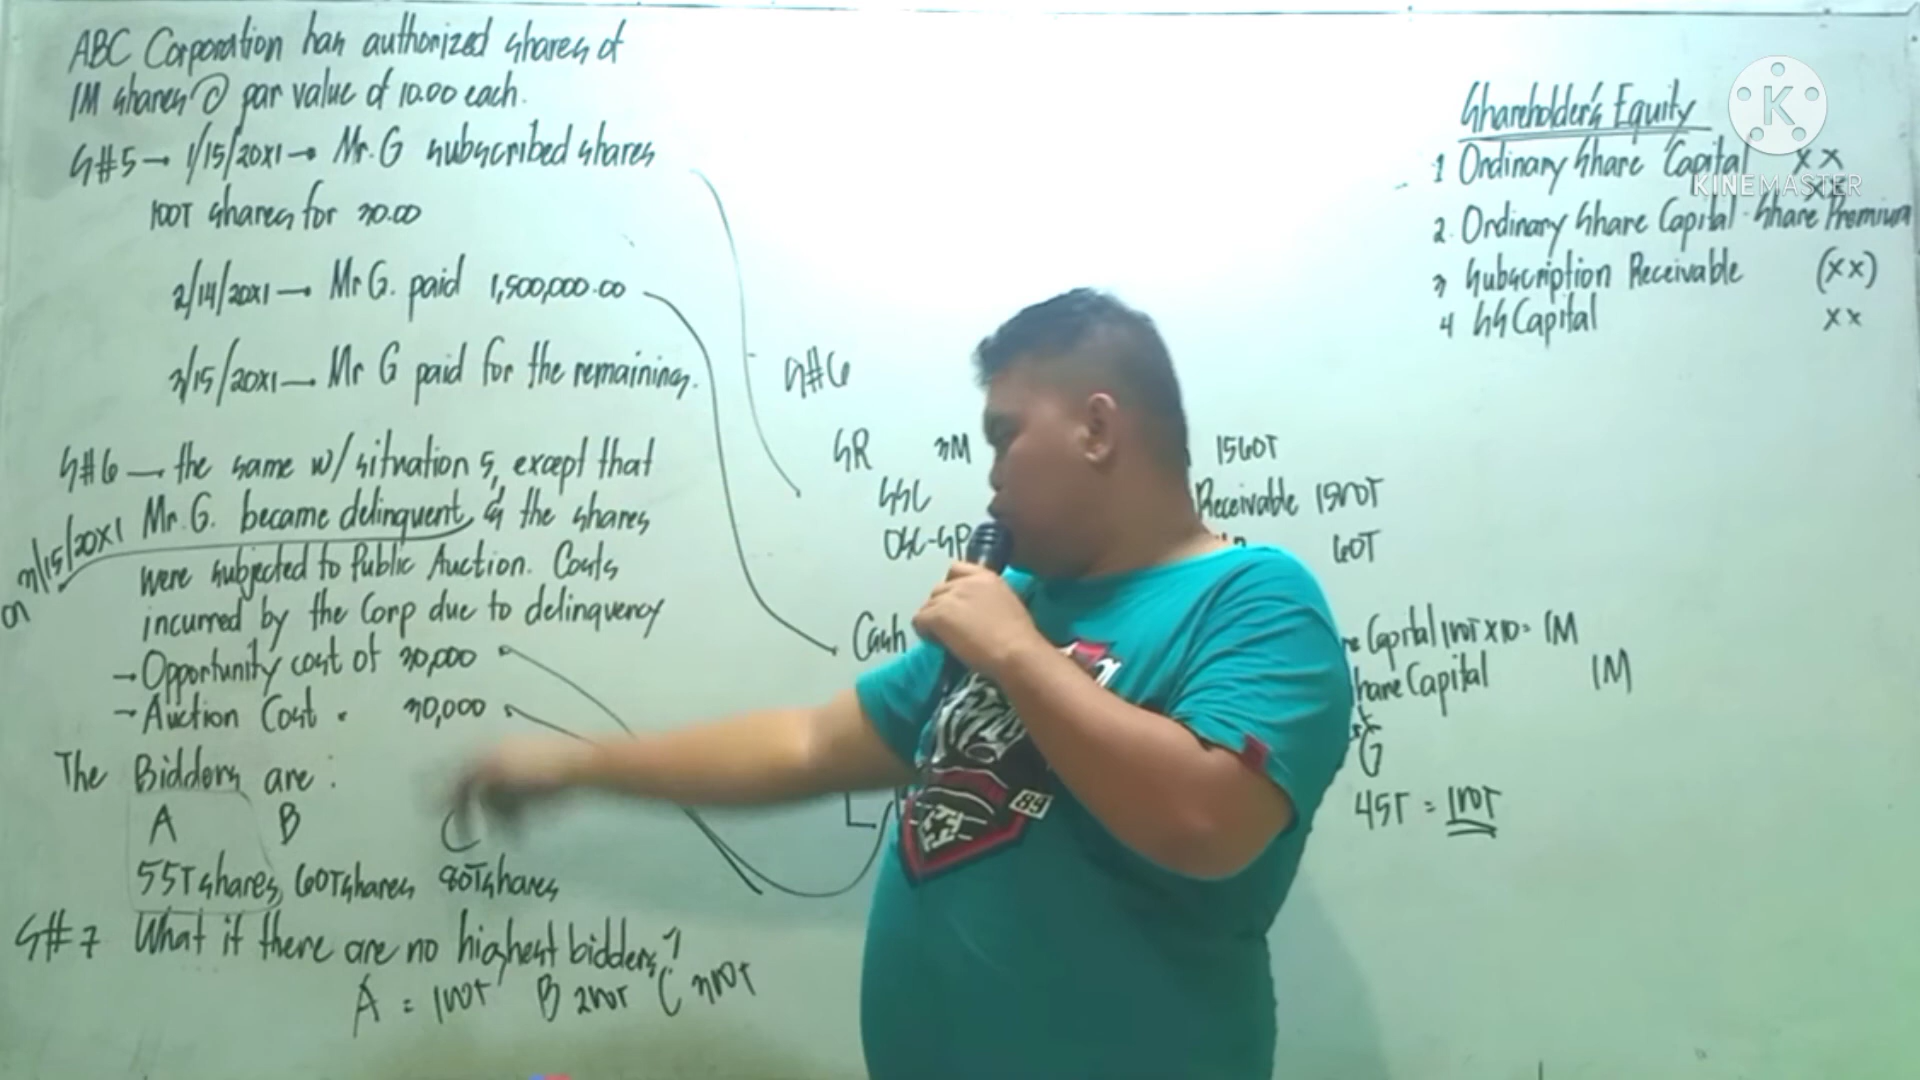 ABC Corporation has authorized shares of
1M shares @ par value of 10.00 each.
S#5 → 1/15/20X1 → Mr. G subscribed shares
100T shares for 30.00
2/14/20X1 → Mr G. paid 1,500,000.00
3/15/20X1 — Mr G paid for the remaining.
S#6 — the same w/ situation 5, except that
on 3/15/20X1 Mr. G. became delinquent, & the shares
were subjected to Public Auction. Costs
incurred by the Corp due to delinquency
→ Opportunity cost of 30,000
- Auction Cost. 30,000
The Bidders are:
A B C
55T shares, 60T shares 80T shares
S#7 What if there are no highest bidders?
A = 100T B 200T C 300T
S#6
SR 3M
SSC
OSC-SP
Cash
1560T
Receivable 1500T
60T
Capital 100T x 10 = 1M
hare Capital 1M
G
45T = 100T
Shareholder's Equity
1 Ordinary Share Capital XX
2. Ordinary Share Capital - Share Premium XX
3 Subscription Receivable (XX)
4 SS Capital XX
K
KINEMASTER